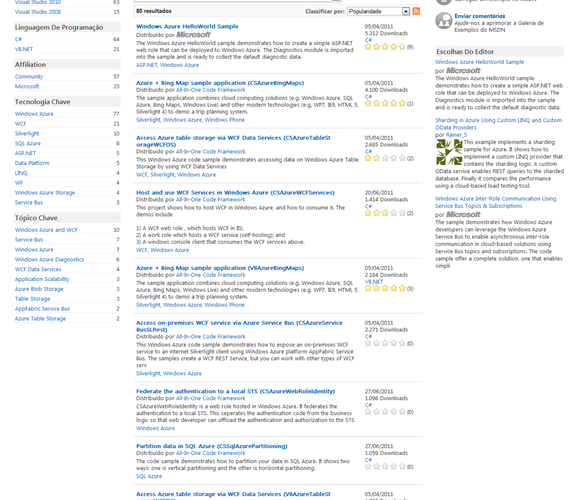 Visual Studio 2010 63
Visual Studio 2008 15
Linguagem De Programação
C# 64
VB.NET 21
Affiliation
Community 57
Microsoft 23
Tecnologia Chave
Windows Azure 77
WCF 21
Silverlight 10
SQL Azure 8
ASP.NET 5
Data Platform 5
LINQ 4
WF 4
Windows Azure Storage 4
Service Bus 3
Tópico Chave
Windows Azure and WCF 10
Service Bus 7
Windows Azure 7
Windows Azure Diagnostics 6
WCF Data Services 4
Application Scalability 3
Azure Blob Storage 3
Table Storage 3
AppFabric Service Bus 2
Azure Table Storage 2
80 resultados
Classificar por: Popularidade
Windows Azure HelloWorld Sample
Distribuído por Microsoft
The Windows Azure HelloWorld sample demonstrates how to create a simple ASP.NET
web role that can be deployed to Windows Azure. The Diagnostics module is imported
into the sample and is ready to collect the default diagnostic data.
ASP.NET, Windows Azure
05/04/2011
5.312 Downloads
C#
(9)
Azure + Bing Map sample application (CSAzureBingMaps)
Distribuído por All-In-One Code Framework
The sample application combines cloud computing solutions (e.g. Windows Azure, SQL
Azure, Bing Maps, Windows Live) and other modern technologies (e.g. WP7, IE9, HTML 5,
Silverlight 4) to demo a trip planning system.
Silverlight, Windows Azure, Windows Phone
05/04/2011
4.100 Downloads
C#
(1)
Access Azure table storage via WCF Data Services (CSAzureTableSt
orageWCFDS)
Distribuído por All-In-One Code Framework
This Windows Azure code sample demonstrates accessing data on Windows Azure Table
Storage by using WCF Data Services
WCF, Silverlight, Windows Azure
05/04/2011
2.685 Downloads
C#
(2)
Host and use WCF Services in Windows Azure (CSAzureWCFServices)
Distribuído por All-In-One Code Framework
This project shows how to host WCF in Windows Azure, and how to consume it. The
demos include
1) A WCF web role , which hosts WCF in IIS;
2) A work role which hosts a WCF service (self-hosting); and
3) A windows console client that consumes the WCF services above.
WCF, Windows Azure
20/06/2011
1.414 Downloads
C#
(2)
Azure + Bing Map sample application (VBAzureBingMaps)
Distribuído por All-In-One Code Framework
The sample application combines cloud computing solutions (e.g. Windows Azure, SQL
Azure, Bing Maps, Windows Live) and other modern technologies (e.g. WP7, IE9, HTML 5,
Silverlight 4) to demo a trip planning system.
Silverlight, Windows Azure, Windows Phone
05/04/2011
2.184 Downloads
VB.NET
(3)
Access on-premises WCF service via Azure Service Bus (CSAzureService
BusSLRest)
Distribuído por All-In-One Code Framework
This Windows Azure code sample demonstrates how to expose an on-premises WCF
service to an internet Silverlight client using Windows Azure platform AppFabric Service
Bus. The samples create a WCF REST Service, but you can work with other types of WCF
serv
Silverlight, Windows Azure
05/04/2011
2.271 Downloads
C#
(0)
Federate the authentication to a local STS (CSAzureWebRoleIdentity)
Distribuído por All-In-One Code Framework
CSAzureWebRoleIdentity is a web role hosted in Windows Azure. It federates the
authentication to a local STS. This seperates the authentication code from the business
logic so that web developer can offload the authentication and authorization to the STS
Windows Azure
27/06/2011
1.098 Downloads
C#
(0)
Partition data in SQL Azure (CSSqlAzurePartitioning)
Distribuído por All-In-One Code Framework
The code sample demonstrates how to partition your data in SQL Azure. It shows two
ways: one is vertical partitioning and the other is horizontal partitioning.
SQL Azure
27/06/2011
1.059 Downloads
C#
(0)
Access Azure table storage via WCF Data Services (VBAzureTableSt
05/04/2011
Enviar comentários
Ajude-nos a aprimorar a Galeria de
Exemplos do MSDN
Escolhas Do Editor
Windows Azure HelloWorld Sample
por Microsoft
The Windows Azure HelloWorld sample
demonstrates how to create a simple ASP.NET
web role that can be deployed to Windows
Azure. The Diagnostics module is imported into
the sample and is ready to collect the default
diagnostic data.
Sharding in Azure Using Custom LINQ and Custom
OData Providers
por Rainer_S
This example implements a sharding
sample for Azure. It shows how to
implement a custom LINQ provider that
contains the sharding logic. A custom
OData service enables REST queries to the sharded
database. Finally it compares the performance
using a cloud-based load testing tool.
Windows Azure Inter-Role Communication Using
Service Bus Topics & Subscriptions
por Microsoft
The sample demonstrates how Windows Azure
developers can leverage the Windows Azure
Service Bus to enable asynchronous inter-role
communication in cloud-based solutions using
Service Bus topics and subscriptions. The code
sample offer a complete solution, one that enables
simpli